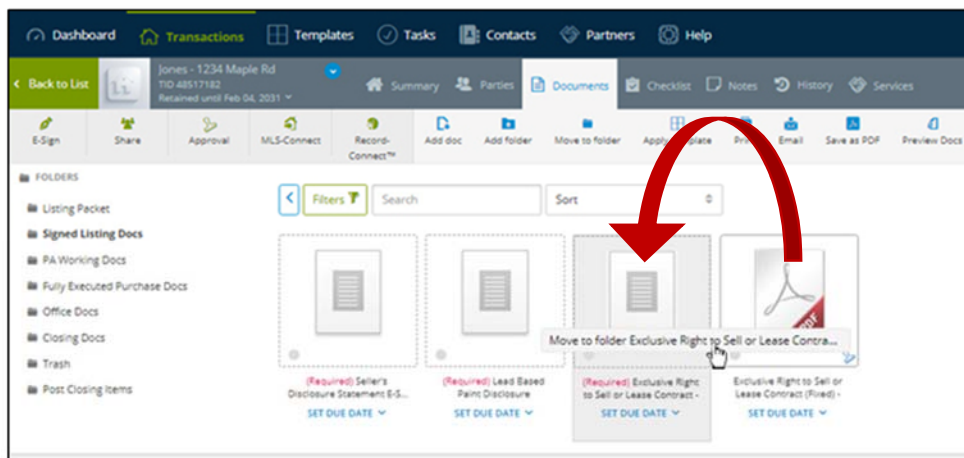 Dashboard Transactions Templates Tasks Contacts Partners Help
Back to List
Jones - 1234 Maple Rd
TID 48517182
Retained until Feb 04, 2031
Summary Parties Documents Checklist Notes History Services
E-Sign Share Approval MLS-Connect Record-Connect™ Add doc Add folder Move to folder Email Save as PDF Preview Docs
FOLDERS
Filters Search Sort
Listing Packet
Signed Listing Docs
PA Working Docs
Fully Executed Purchase Docs
Office Docs
Closing Docs
Trash
Post Closing Items
PDF
Move to folder Exclusive Right to Sell or Lease Contra...
(Required) Seller's
Disclosure Statement E-S...
SET DUE DATE
(Required) Lead Based
Paint Disclosure
SET DUE DATE
(Required) Exclusive Right
to Sell or Lease Contract -
SET DUE DATE
Exclusive Right to Sell or
Lease Contract (Fixed) -
SET DUE DATE